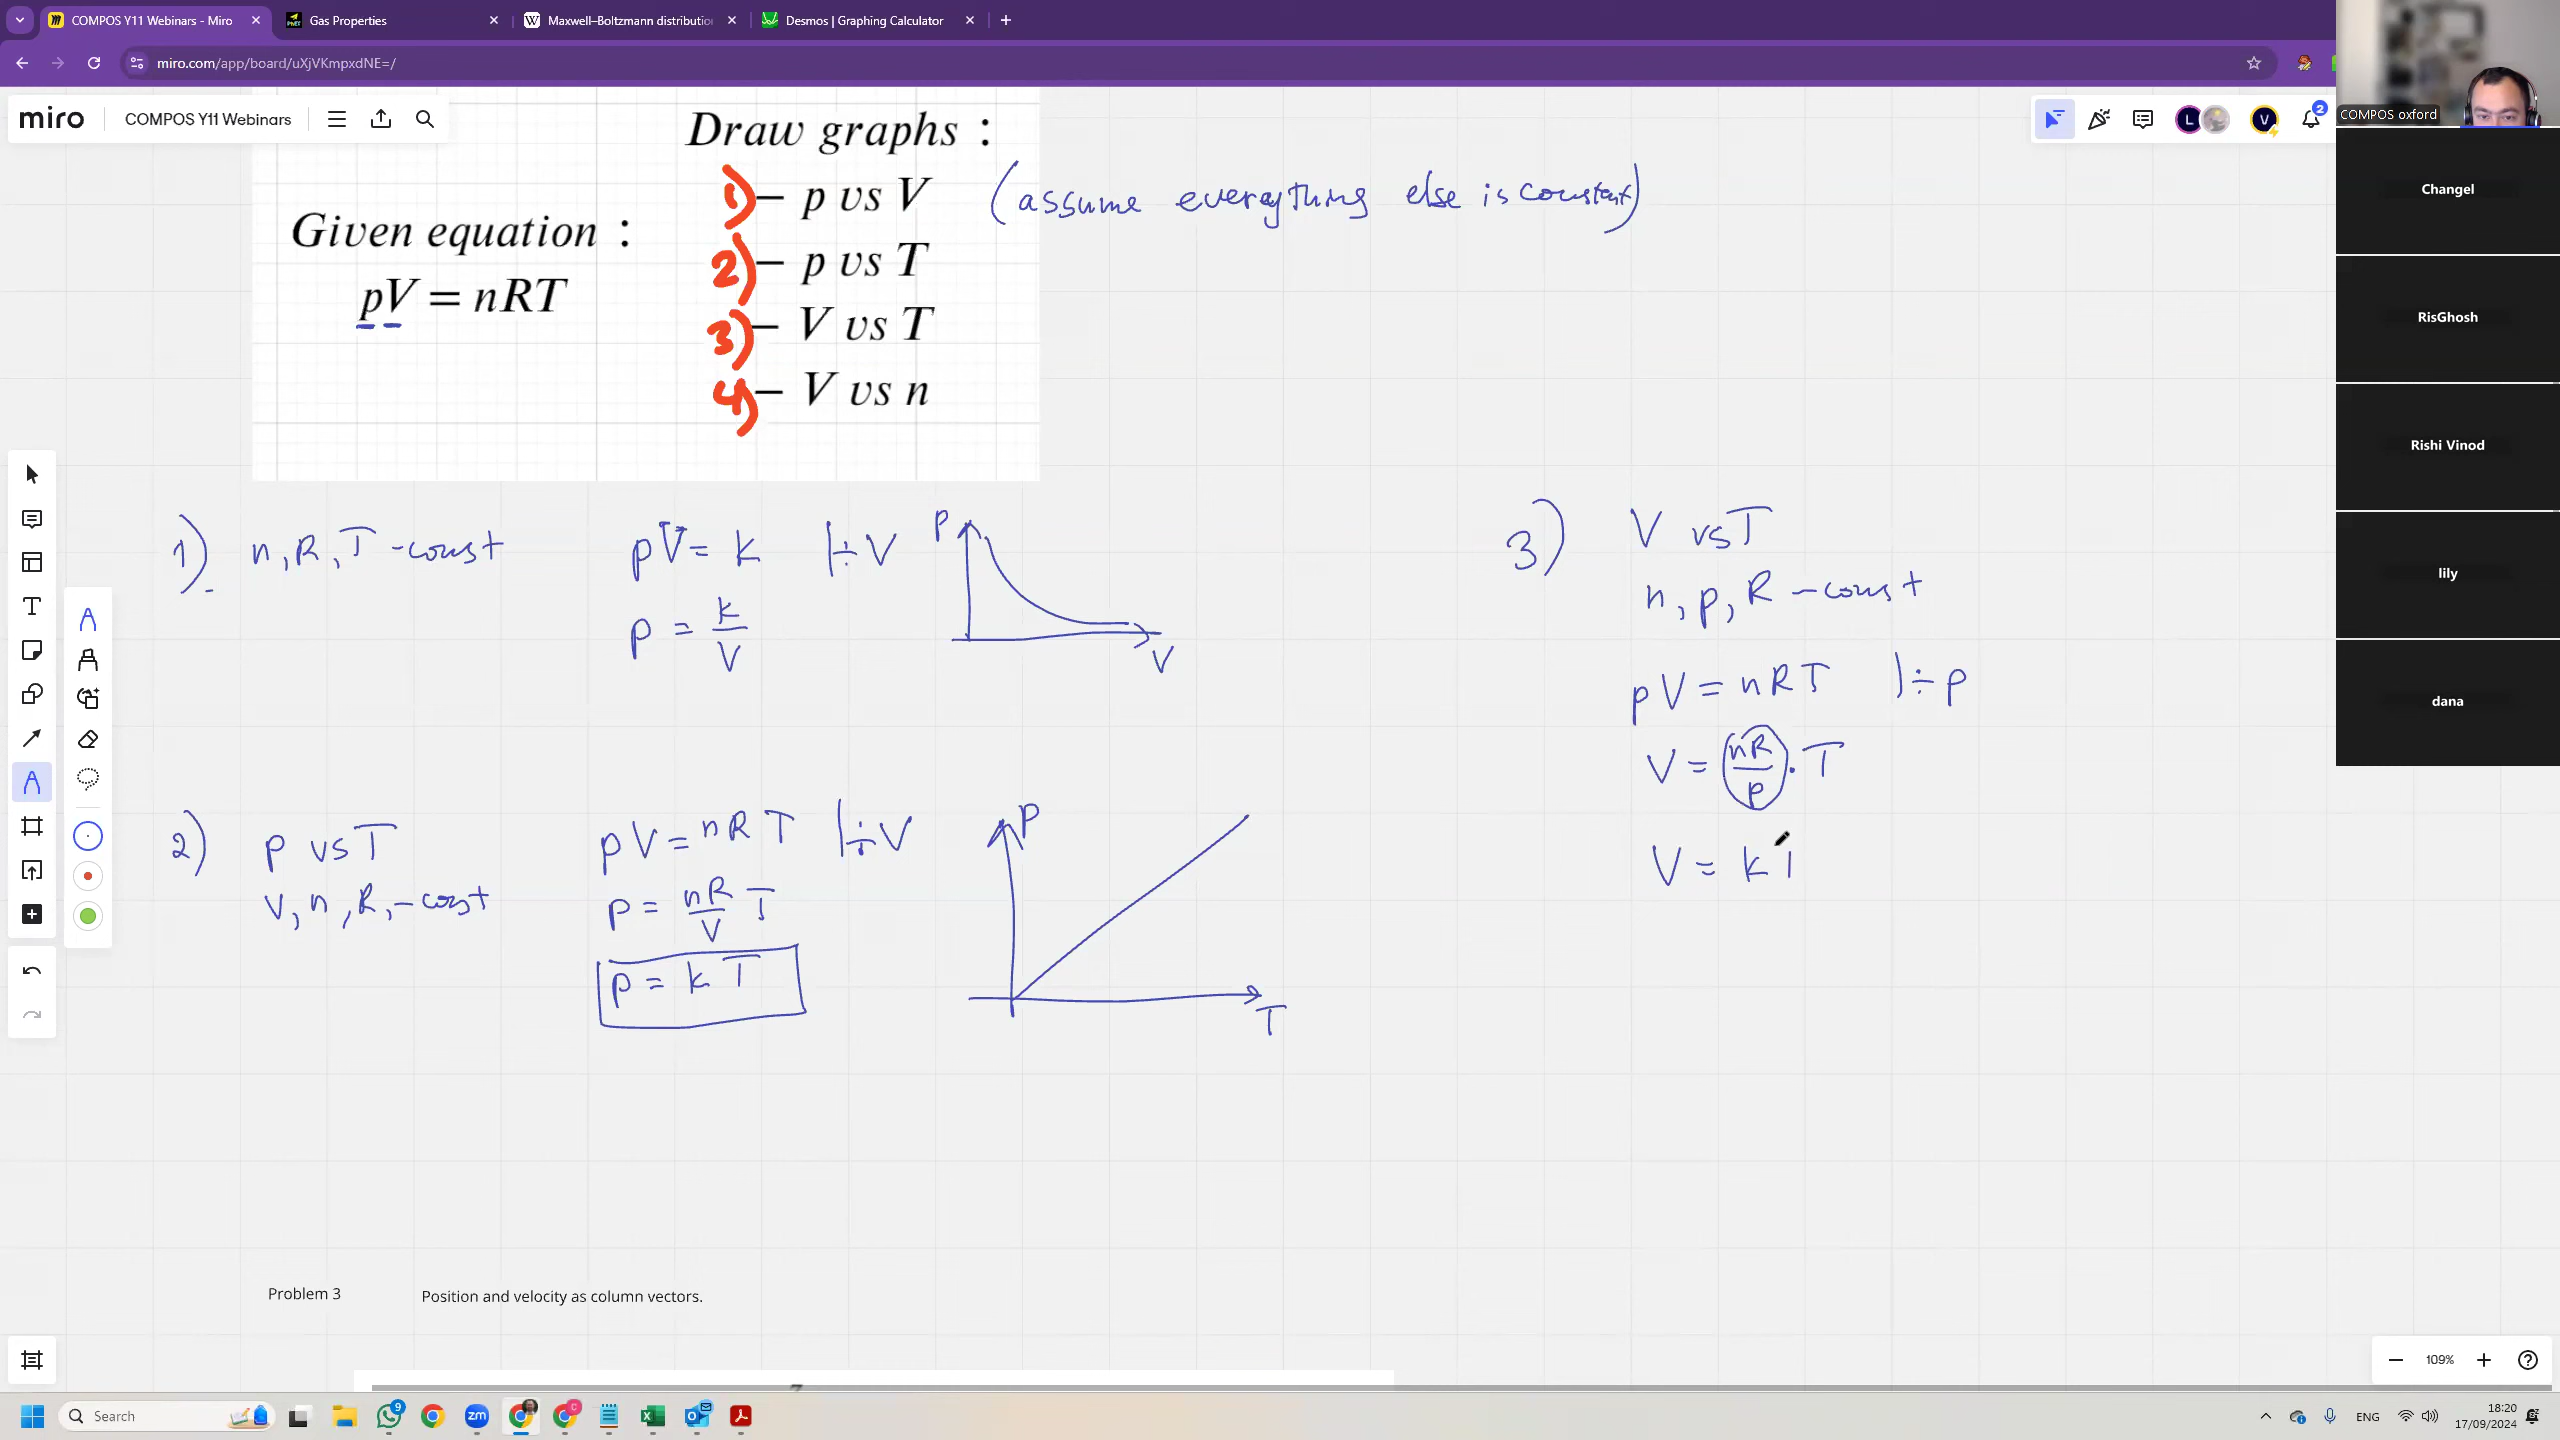 COMPOS Y11 Webinars - Miro
Gas Properties
Maxwell–Boltzmann distributio
Desmos | Graphing Calculator
miro.com/app/board/uXjVKmpxdNE=/
miro
COMPOS Y11 Webinars
L
V
2
COMPOS oxford
Changel
RisGhosh
Rishi Vinod
lily
dana
Given equation :
pV = nRT
Draw graphs :
1) – p vs V
2) – p vs T
3) – V vs T
4) – V vs n
(assume everything else is constant)
1) n, R, T - const
pV = k |÷V
p = k/V
P
V
2) p vs T
V, n, R, - const
pV = nRT |÷V
p = nR/V T
p = k T
P
T
3) V vs T
n, p, R - const
pV = nRT |÷p
V = nR/p · T
V = k T
Problem 3
Position and velocity as column vectors.
109%
Search
9
zm
ENG
18:20
17/09/2024